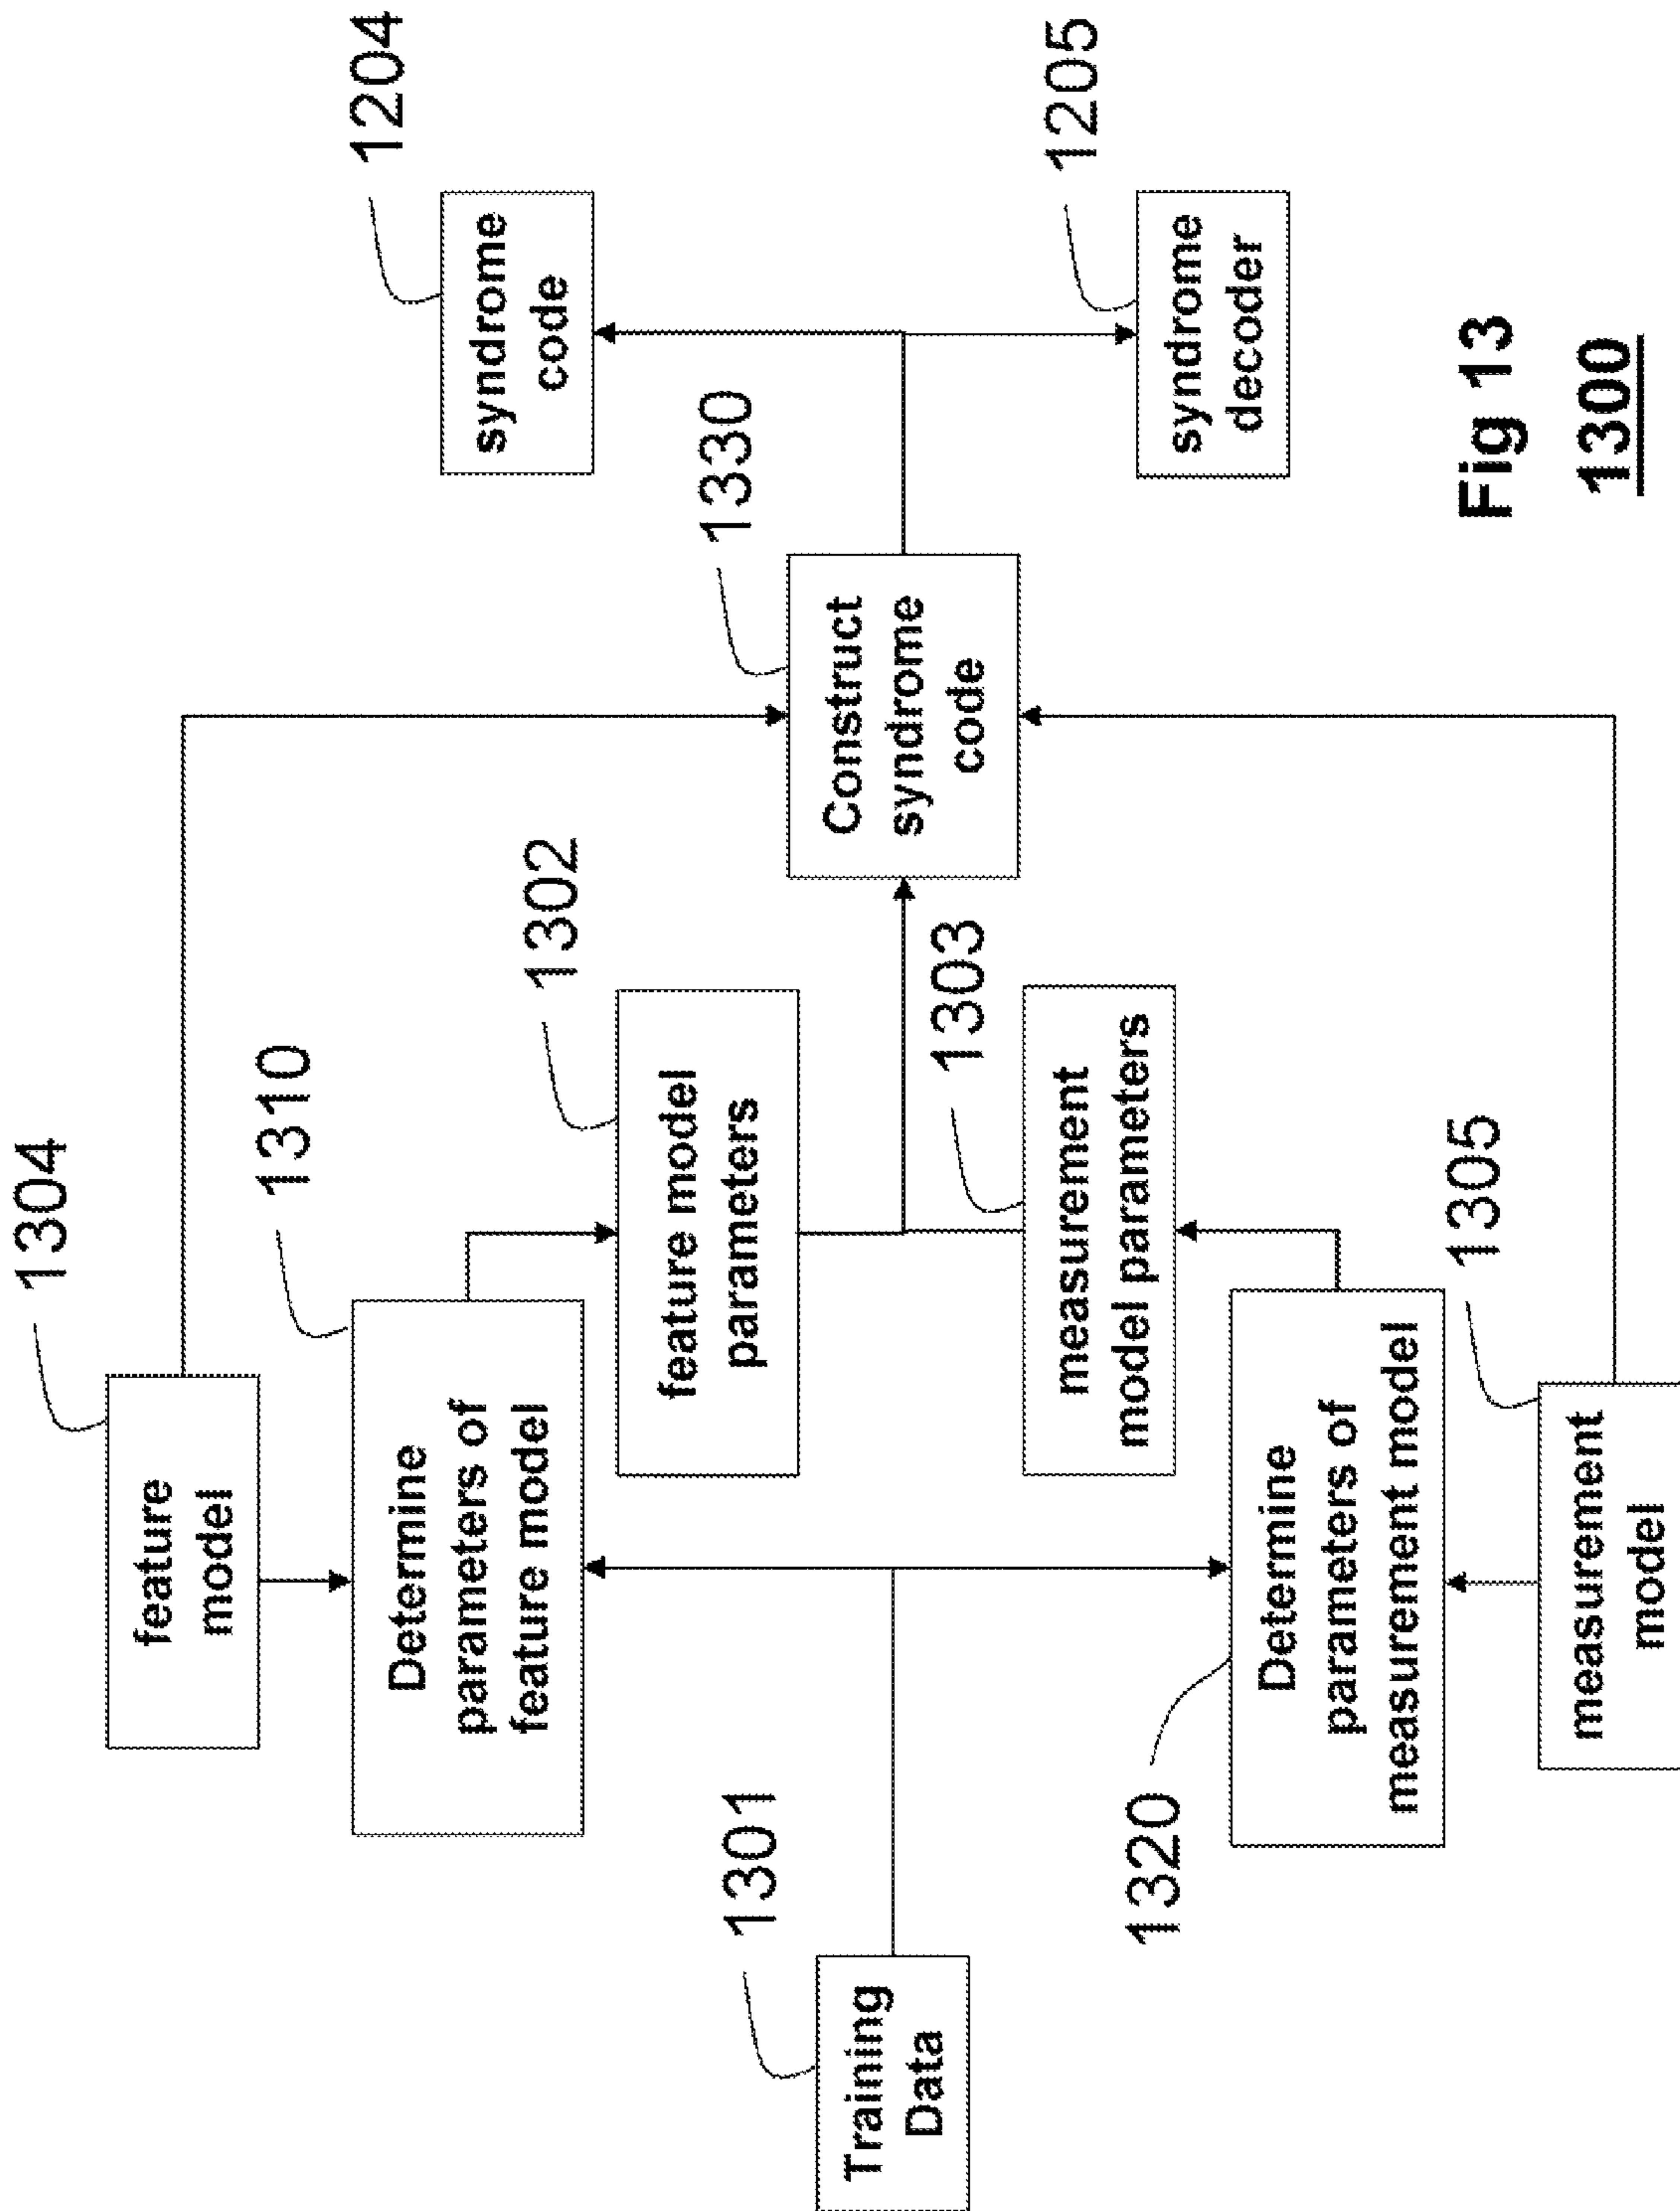 1304
feature
model
1310
Determine
parameters of
feature model
1302
feature model
parameters
1301
Training
Data
1303
measurement
model parameters
1320
Determine
parameters of
measurement model
1305
measurement
model
1330
Construct
syndrome
code
1204
syndrome
code
1205
syndrome
decoder
Fig 13
1300